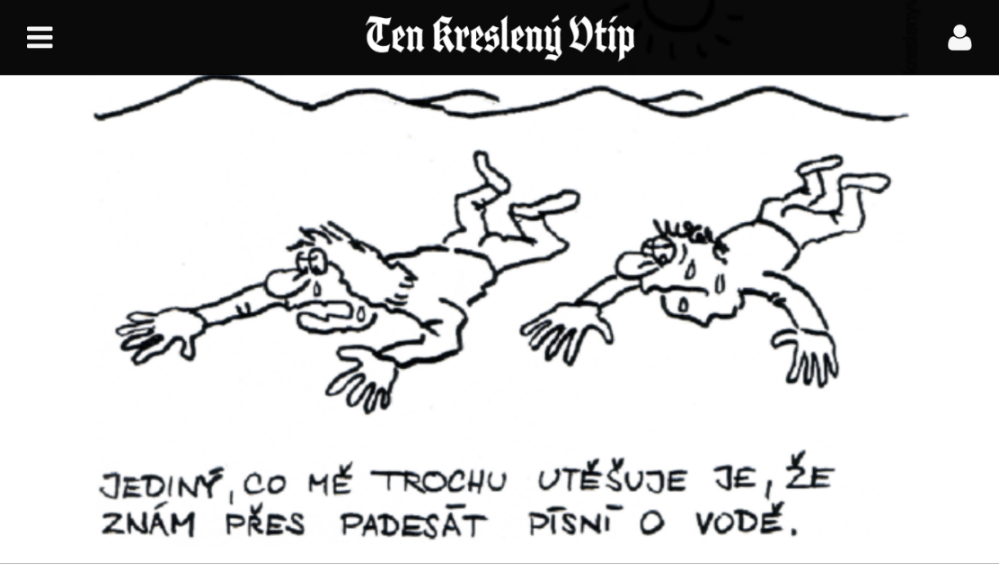 Ten Kreslený Vtip
JEDINÝ, CO MĚ TROCHU UTĚŠUJE JE, ŽE
ZNÁM PŘES PADESÁT PÍSNÍ O VODĚ.